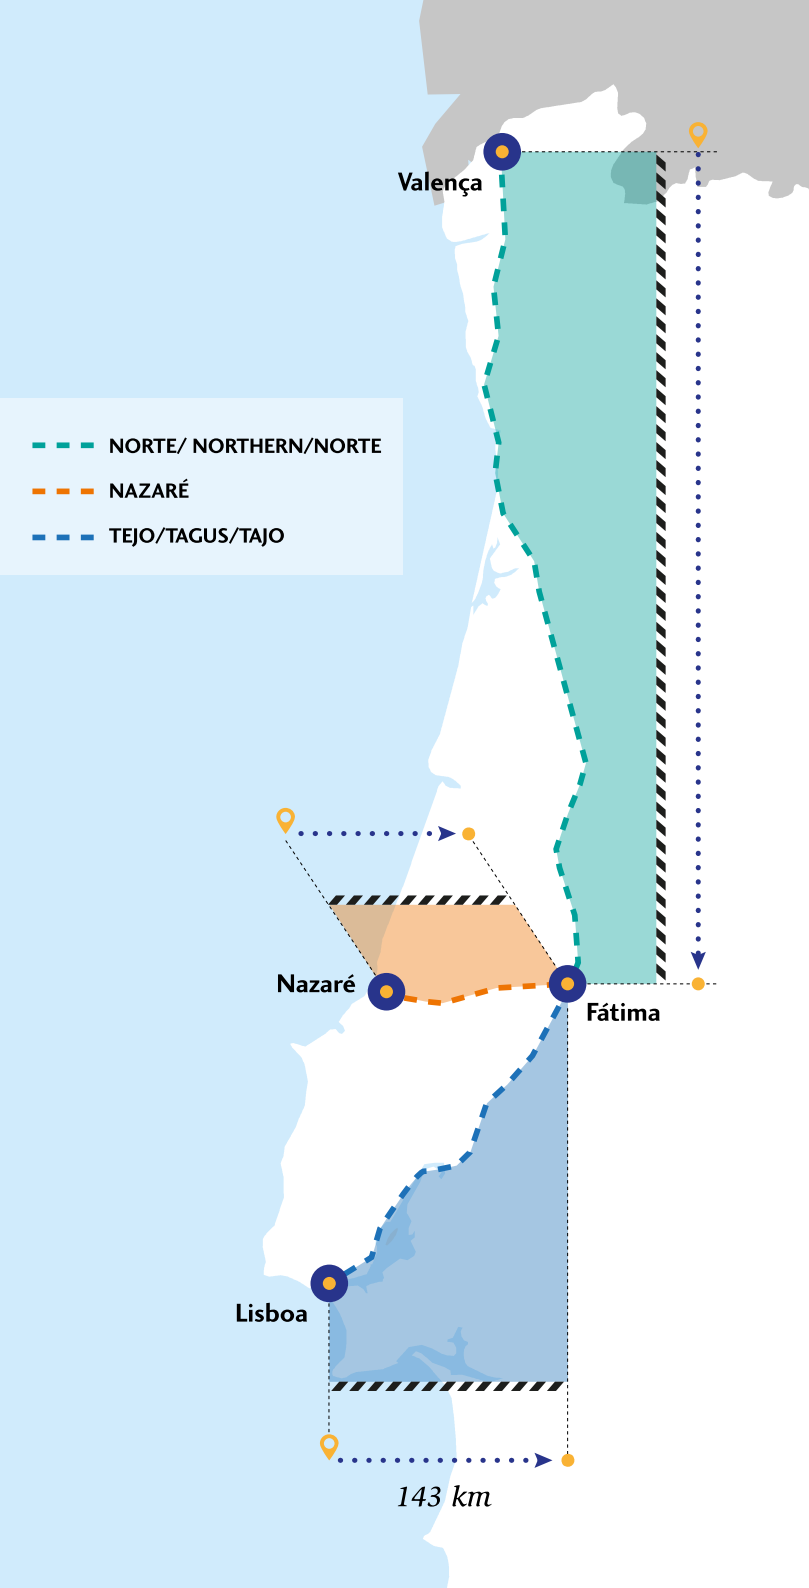 Valença
NORTE/ NORTHERN/NORTE
NAZARÉ
TEJO/TAGUS/TAJO
Nazaré
Fátima
Lisboa
143 km